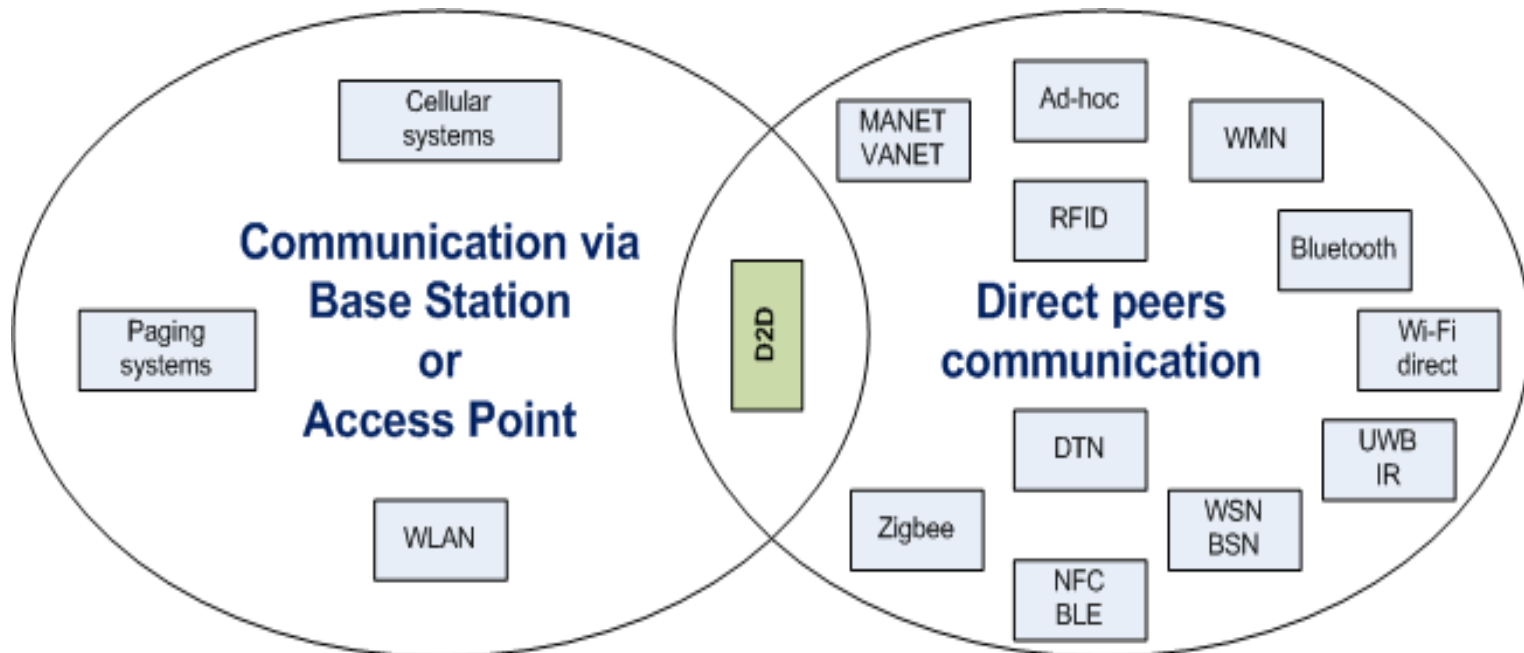 Cellular
systems
Communication via
Base Station
or
Access Point
Paging
systems
WLAN
D2D
MANET
VANET
Ad-hoc
WMN
RFID
Bluetooth
Direct peers
communication
Wi-Fi
direct
DTN
UWB
IR
Zigbee
WSN
BSN
NFC
BLE